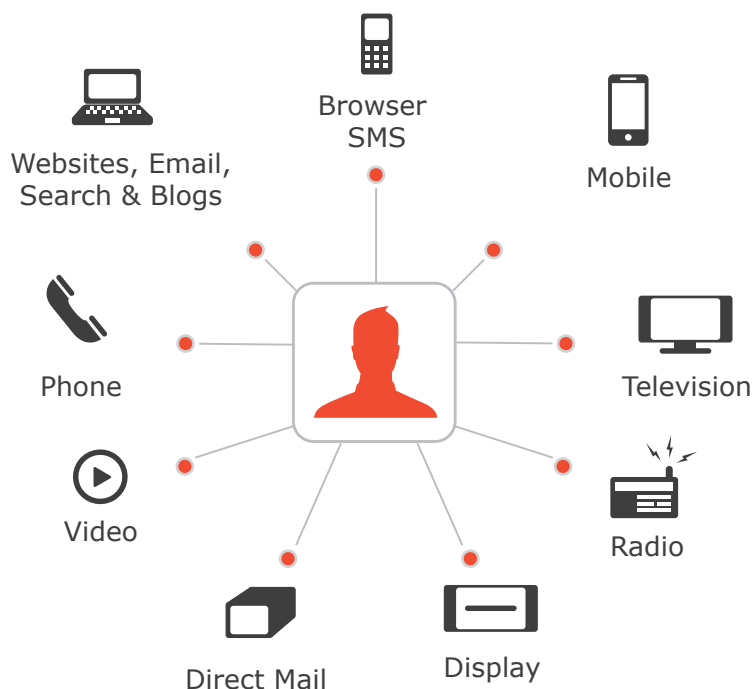 Browser
SMS
Websites, Email,
Search & Blogs
Mobile
Phone
Television
Video
Radio
Direct Mail
Display